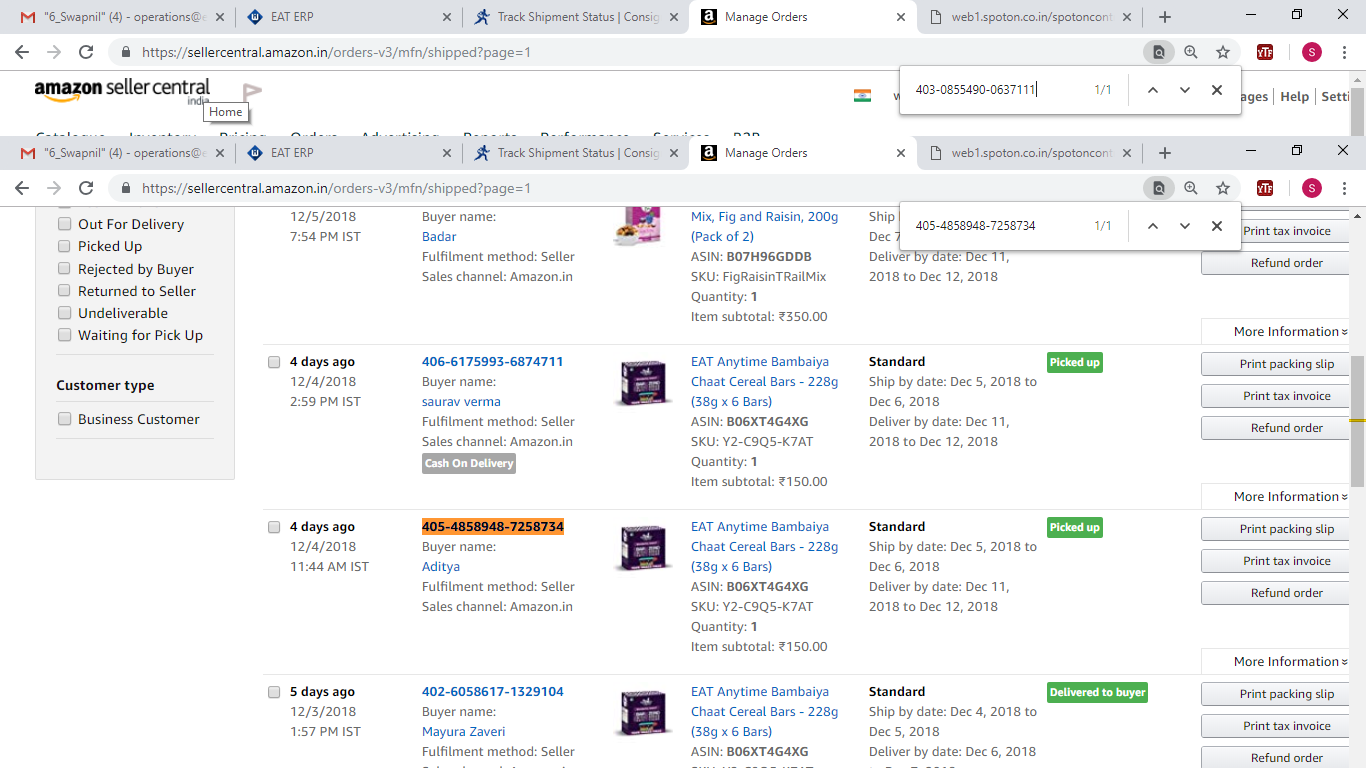 "6_Swapnil" (4) - operations@e
EAT ERP
Track Shipment Status | Consig
Manage Orders
web1.spoton.co.in/spotoncont
https://sellercentral.amazon.in/orders-v3/mfn/shipped?page=1
YTF
S
amazon seller central
india
Home
403-0855490-0637111
1/1
ages
Help
Setti
Catalogue Inventory Pricing Orders Advertising Reports Performance Services B2B
"6_Swapnil" (4) - operations@e
EAT ERP
Track Shipment Status | Consig
Manage Orders
web1.spoton.co.in/spotoncont
https://sellercentral.amazon.in/orders-v3/mfn/shipped?page=1
YTF
S
405-4858948-7258734
1/1
Out For Delivery
Picked Up
Rejected by Buyer
Returned to Seller
Undeliverable
Waiting for Pick Up
Customer type
Business Customer
12/5/2018
7:54 PM IST
Buyer name:
Badar
Fulfilment method: Seller
Sales channel: Amazon.in
Mix, Fig and Raisin, 200g
(Pack of 2)
ASIN: B07H96GDDB
SKU: FigRaisinTRailMix
Quantity: 1
Item subtotal: ₹350.00
Ship
Dec 7
Deliver by date: Dec 11,
2018 to Dec 12, 2018
Print tax invoice
Refund order
More Information
4 days ago
12/4/2018
2:59 PM IST
406-6175993-6874711
Buyer name:
saurav verma
Fulfilment method: Seller
Sales channel: Amazon.in
Cash On Delivery
EAT Anytime Bambaiya
Chaat Cereal Bars - 228g
(38g x 6 Bars)
ASIN: B06XT4G4XG
SKU: Y2-C9Q5-K7AT
Quantity: 1
Item subtotal: ₹150.00
Standard
Ship by date: Dec 5, 2018 to
Dec 6, 2018
Deliver by date: Dec 11,
2018 to Dec 12, 2018
Picked up
Print packing slip
Print tax invoice
Refund order
More Information
4 days ago
12/4/2018
11:44 AM IST
405-4858948-7258734
Buyer name:
Aditya
Fulfilment method: Seller
Sales channel: Amazon.in
EAT Anytime Bambaiya
Chaat Cereal Bars - 228g
(38g x 6 Bars)
ASIN: B06XT4G4XG
SKU: Y2-C9Q5-K7AT
Quantity: 1
Item subtotal: ₹150.00
Standard
Ship by date: Dec 5, 2018 to
Dec 6, 2018
Deliver by date: Dec 11,
2018 to Dec 12, 2018
Picked up
Print packing slip
Print tax invoice
Refund order
More Information
5 days ago
12/3/2018
1:57 PM IST
402-6058617-1329104
Buyer name:
Mayura Zaveri
Fulfilment method: Seller
EAT Anytime Bambaiya
Chaat Cereal Bars - 228g
(38g x 6 Bars)
ASIN: B06XT4G4XG
Standard
Ship by date: Dec 4, 2018 to
Dec 5, 2018
Deliver by date: Dec 6, 2018
Delivered to buyer
Print packing slip
Print tax invoice
Refund order